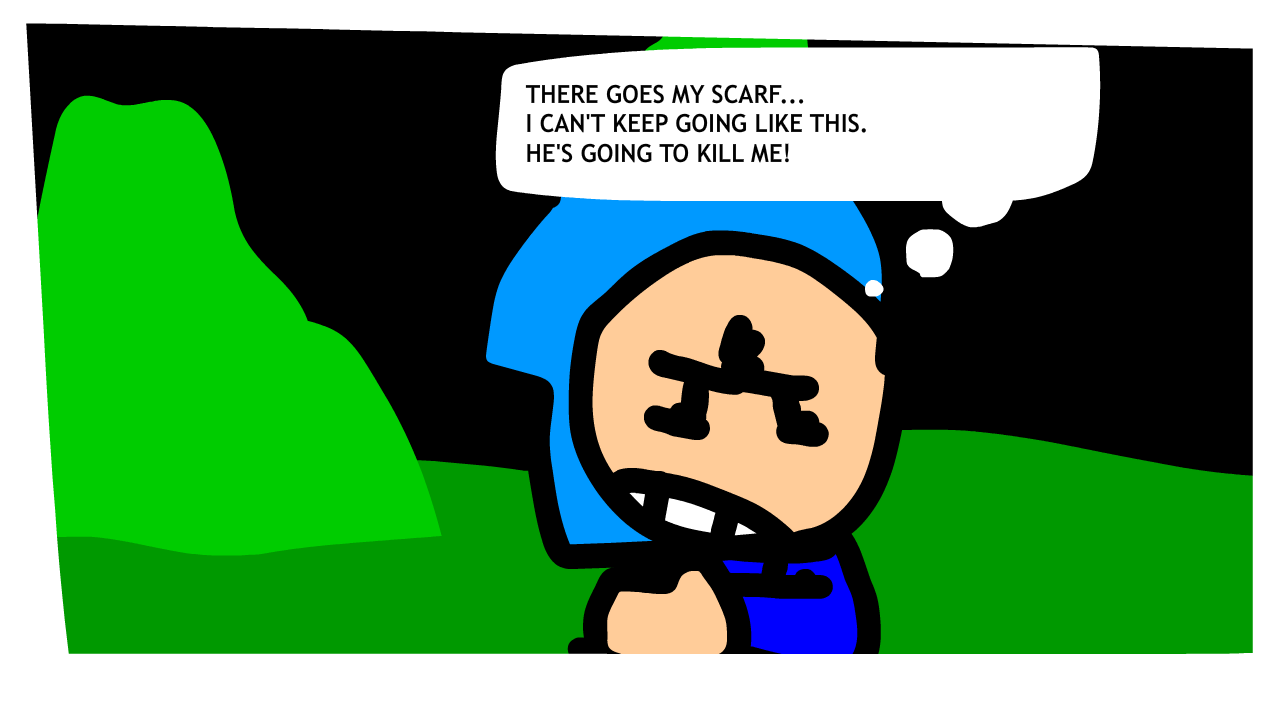 THERE GOES MY SCARF...
I CAN'T KEEP GOING LIKE THIS.
HE'S GOING TO KILL ME!